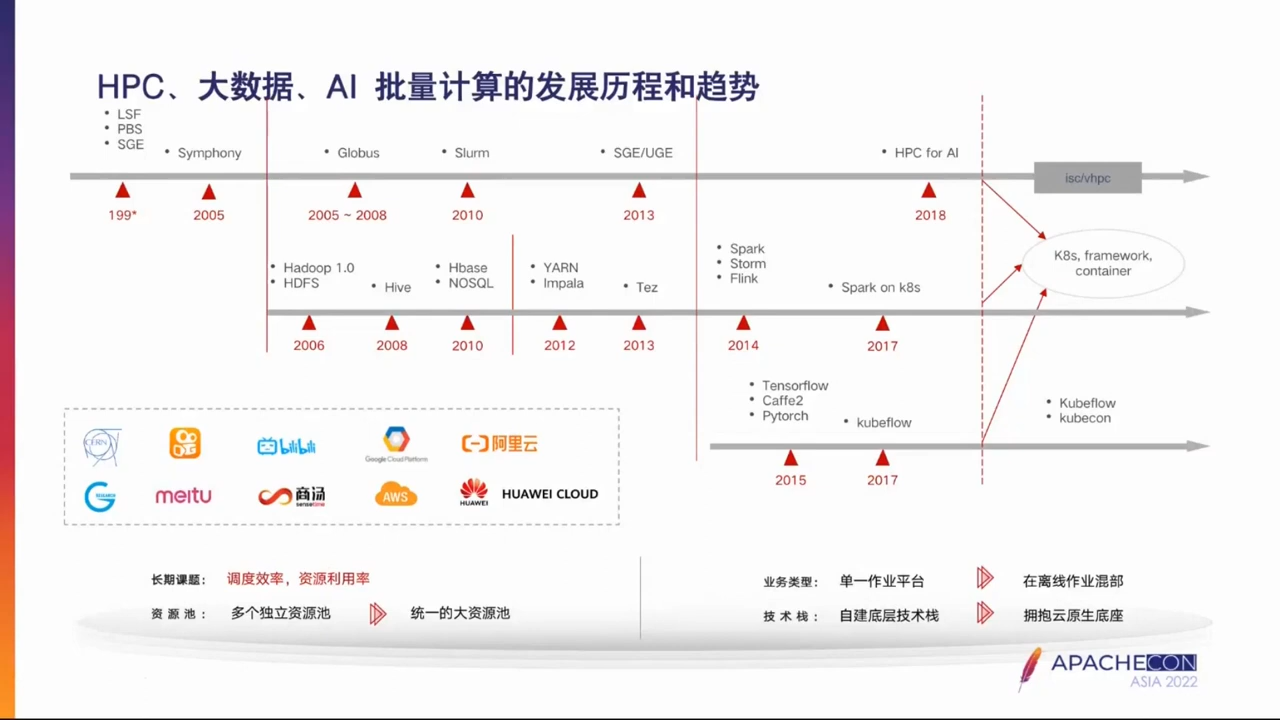 HPC、大数据、AI 批量计算的发展历程和趋势
• LSF
• PBS
• SGE
• Symphony
• Globus
• Slurm
• SGE/UGE
• HPC for AI
isc/vhpc
199*
2005
2005 ~ 2008
2010
2013
2018
K8s, framework,
container
• Hadoop 1.0
• HDFS
• Hive
• Hbase
• NOSQL
• YARN
• Impala
• Tez
• Spark
• Storm
• Flink
• Spark on k8s
2006
2008
2010
2012
2013
2014
2017
• Tensorflow
• Caffe2
• Pytorch
• kubeflow
• Kubeflow
• kubecon
2015
2017
CERN
bilibili
Google Cloud Platform
阿里云
RESEARCH
meitu
商汤
sensetime
AWS
HUAWEI
HUAWEI CLOUD
长期课题： 调度效率，资源利用率
资源池： 多个独立资源池 统一的大资源池
业务类型： 单一作业平台 在离线作业混部
技术栈： 自建底层技术栈 拥抱云原生底座
APACHECON
ASIA 2022